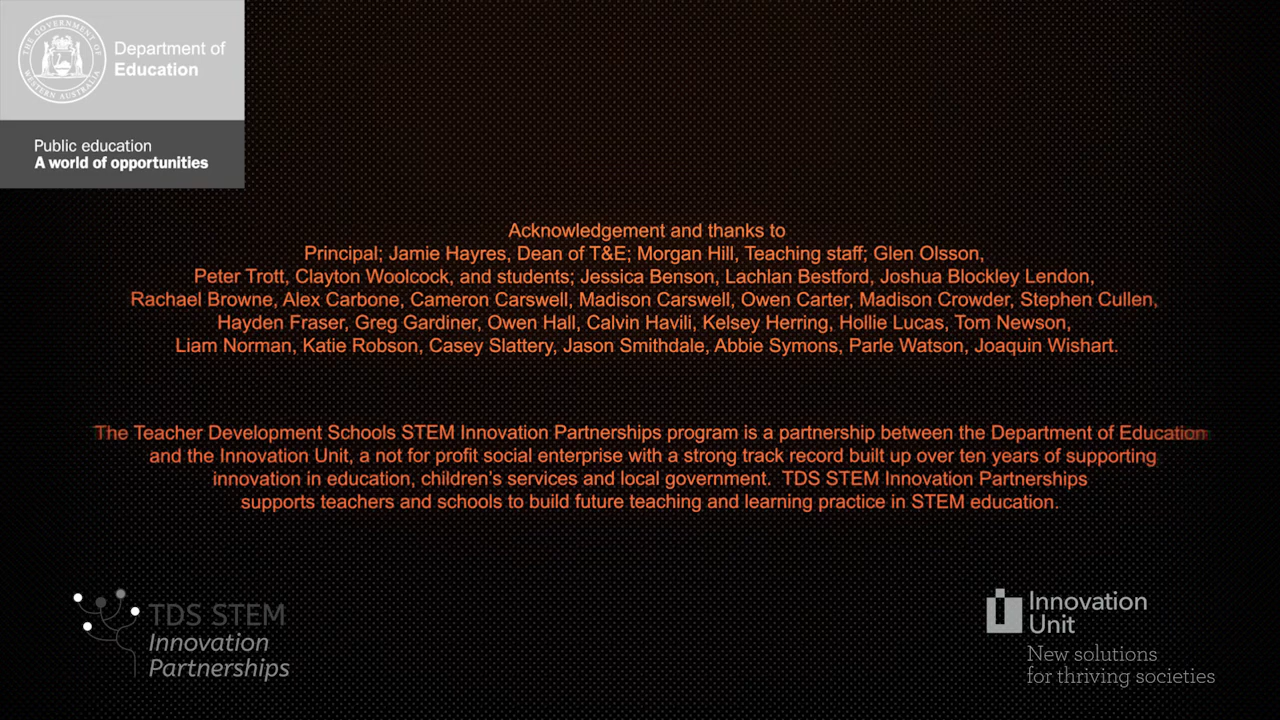 THE GOVERNMENT OF
WESTERN AUSTRALIA
Department of
Education
Public education
A world of opportunities
Acknowledgement and thanks to
Principal; Jamie Hayres, Dean of T&E; Morgan Hill, Teaching staff; Glen Olsson,
Peter Trott, Clayton Woolcock, and students; Jessica Benson, Lachlan Bestford, Joshua Blockley Lendon,
Rachael Browne, Alex Carbone, Cameron Carswell, Madison Carswell, Owen Carter, Madison Crowder, Stephen Cullen,
Hayden Fraser, Greg Gardiner, Owen Hall, Calvin Havili, Kelsey Herring, Hollie Lucas, Tom Newson,
Liam Norman, Katie Robson, Casey Slattery, Jason Smithdale, Abbie Symons, Parle Watson, Joaquin Wishart.
The Teacher Development Schools STEM Innovation Partnerships program is a partnership between the Department of Education
and the Innovation Unit, a not for profit social enterprise with a strong track record built up over ten years of supporting
innovation in education, children's services and local government.  TDS STEM Innovation Partnerships
supports teachers and schools to build future teaching and learning practice in STEM education.
TDS STEM
Innovation
Partnerships
Innovation
Unit
New solutions
for thriving societies